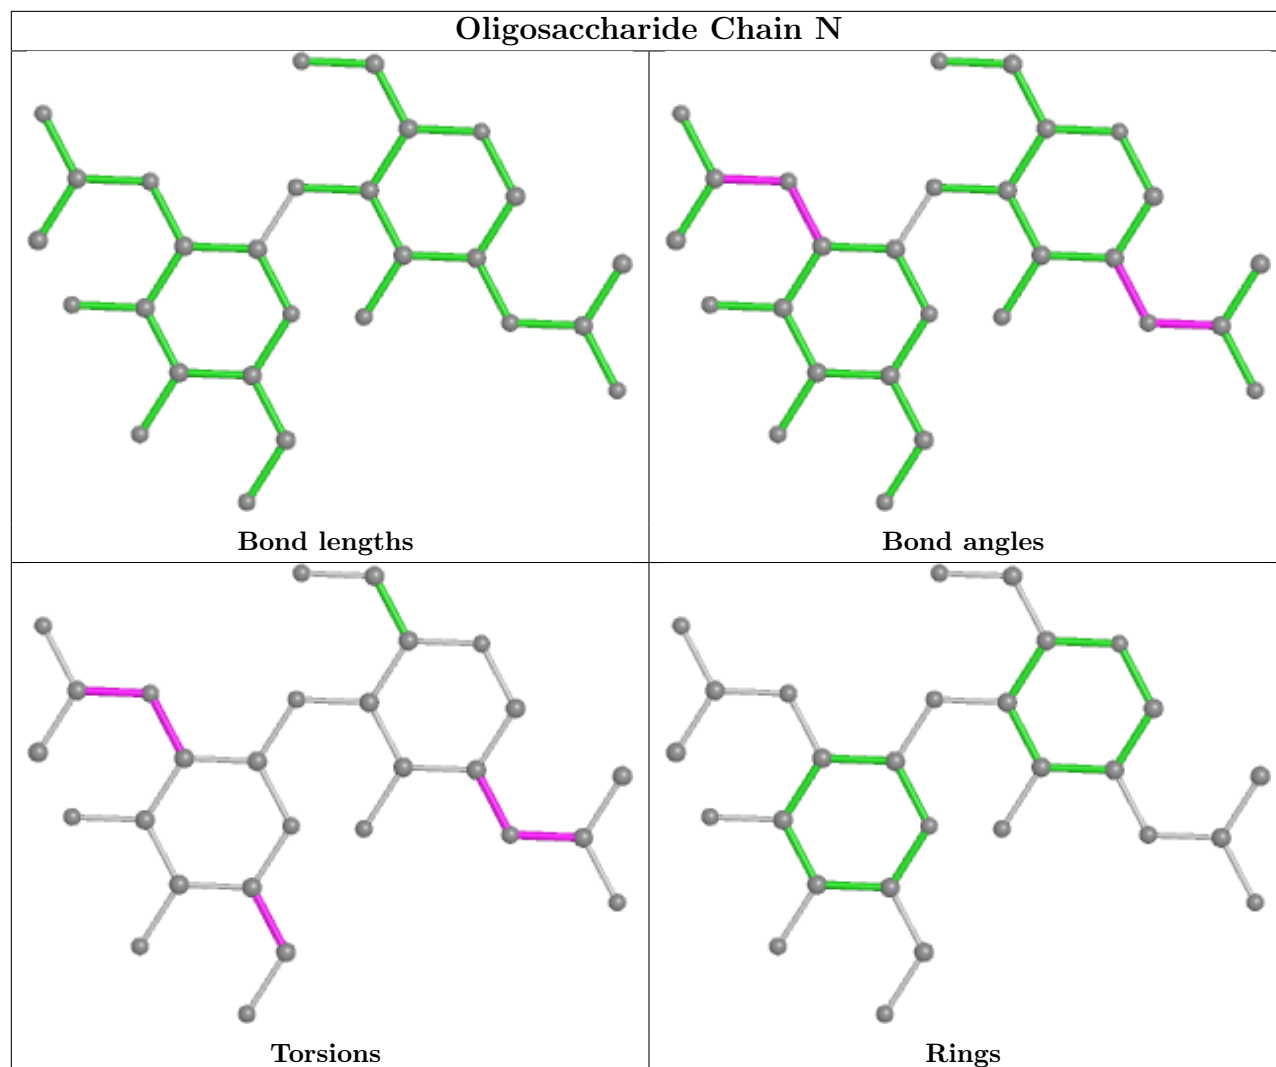 Oligosaccharide Chain N
Bond lengths
Bond angles
Torsions
Rings